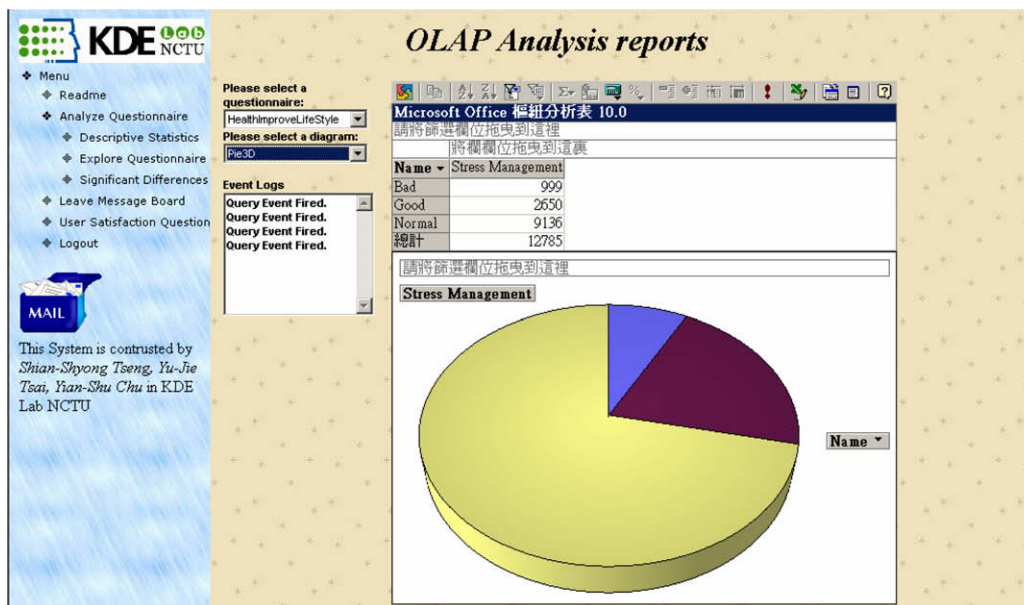 KDE Lab
NCTU
Menu
Readme
Analyze Questionnaire
Descriptive Statistics
Explore Questionnaire
Significant Differences
Leave Message Board
User Satisfaction Question
Logout
MAIL
This System is contrusted by
Shian-Shyong Tseng, Yu-Jie
Tsai, Yian-Shu Chu in KDE
Lab NCTU
OLAP Analysis reports
Please select a
questionnaire:
HealthImproveLifeStyle
Please select a diagram:
Pie3D
Event Logs
Query Event Fired.
Query Event Fired.
Query Event Fired.
Query Event Fired.
Microsoft Office 樞紐分析表 10.0
請將篩選欄位拖曳到這裡
將欄欄位拖曳到這裏
Name Stress Management
Bad 999
Good 2650
Normal 9136
總計 12785
請將篩選欄位拖曳到這裡
Stress Management
Name